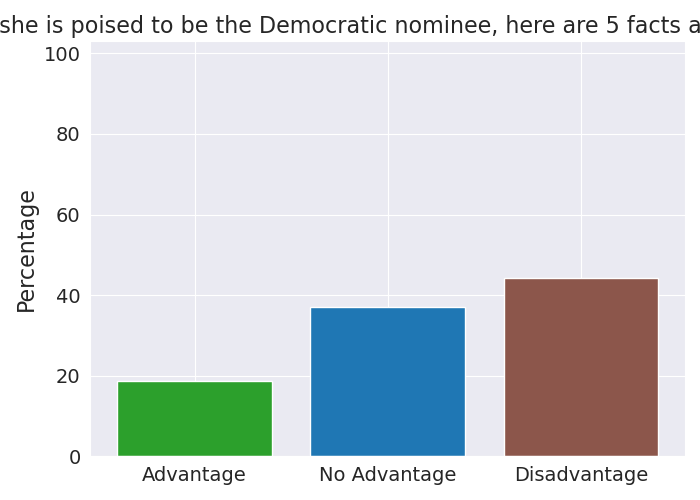 she is poised to be the Democratic nominee, here are 5 facts a
100
80
60
40
20
0
Percentage
Advantage
No Advantage
Disadvantage